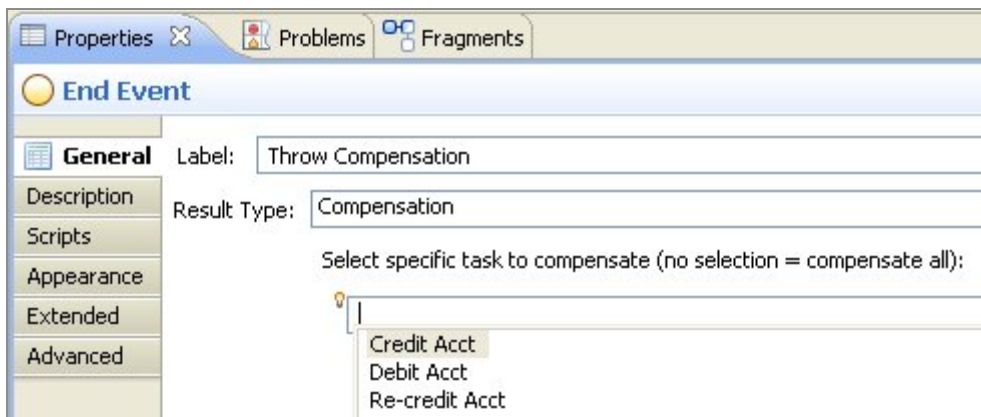 Properties Problems Fragments
End Event
General Label: Throw Compensation
Description
Result Type: Compensation
Scripts
Select specific task to compensate (no selection = compensate all):
Appearance
Extended
Credit Acct
Advanced
Debit Acct
Re-credit Acct